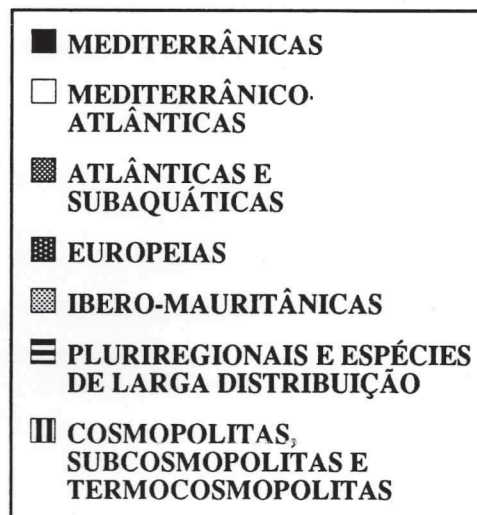 MEDITERRÂNICAS
MEDITERRÂNICO-
ATLÂNTICAS
ATLÂNTICAS E
SUBAQUÁTICAS
EUROPEIAS
IBERO-MAURITÂNICAS
PLURIREGIONAIS E ESPÉCIES
DE LARGA DISTRIBUIÇÃO
COSMOPOLITAS,
SUBCOSMOPOLITAS E
TERMOCOSMOPOLITAS